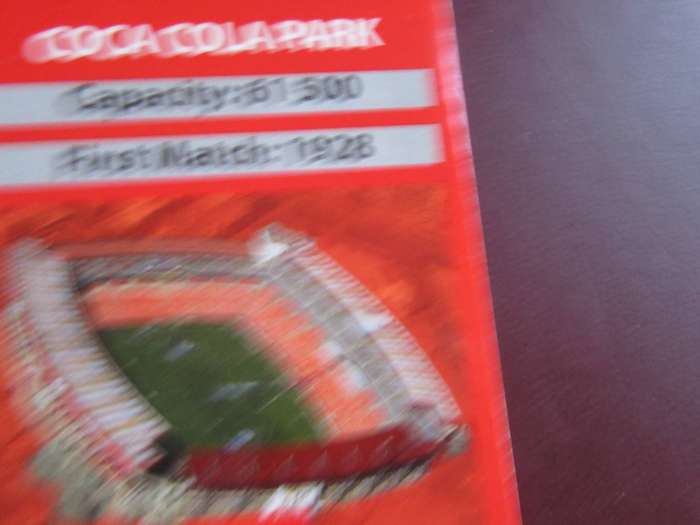 COCA COLA PARK
Capacity: 61 500
First Match: 1928